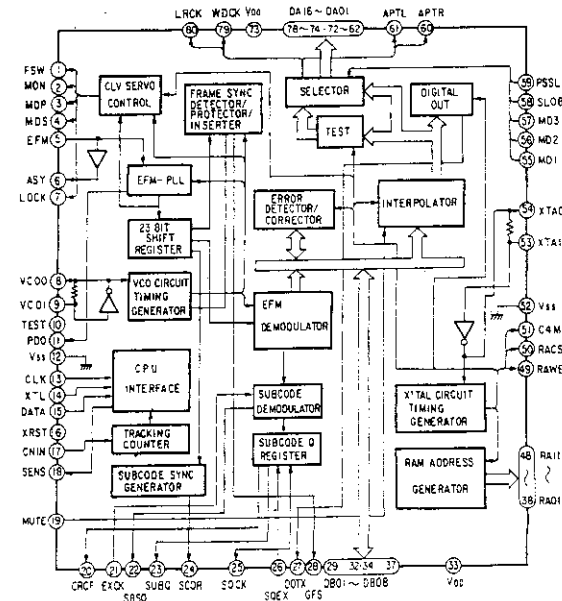 LRCK WDCK VDD DA16~DA01 APTL APTR
80 79 73 78~74·72~62 61 60
FSW 1
MON 2
MDP 3
MDS 4
EFM 5
ASY 6
LOCK 7
VCOO 8
VCOI 9
TEST 10
PDO 11
Vss 12
CLK 13
XTL 14
DATA 15
XRST 16
CNIN 17
SENS 18
MUTE 19
CLV SERVO
CONTROL
FRAME SYNC
DETECTOR/
PROTECTOR/
INSERTER
SELECTOR
DIGITAL
OUT
TEST
EFM-PLL
ERROR
DETECTOR/
CORRECTOR
INTERPOLATOR
23 BIT
SHIFT
REGISTER
VCO CIRCUIT
TIMING
GENERATOR
EFM
DEMODULATOR
CPU
INTERFACE
SUBCODE
DEMODULATOR
TRACKING
COUNTER
SUBCODE Q
REGISTER
SUBCODE SYNC
GENERATOR
X'TAL CIRCUIT
TIMING
GENERATOR
RAM ADDRESS
GENERATOR
59 PSSL
58 SLOB
57 MD3
56 MD2
55 MD1
54 XTAO
53 XTAI
52 Vss
51 C4M
50 RACS
49 RAWE
48 RA11
38 RA01
20 21 22 23 24 25 26 27 28 29 32·34 37 33
CRCF EXCK SBSO SUBQ SCOR SQCK SQEX DOTX GFS DB01~DB08 VDD